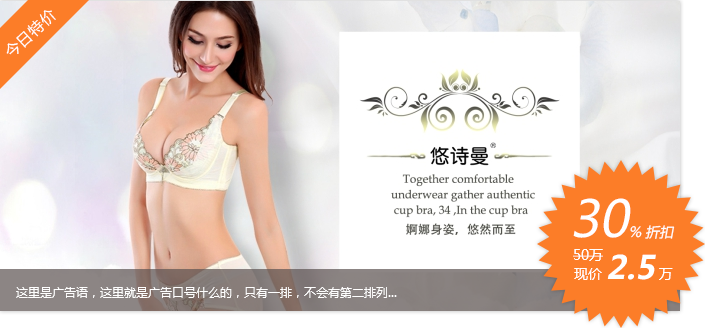 今日特价
悠诗曼®
Together comfortable
underwear gather authentic
cup bra, 34 ,In the cup bra
婀娜身姿，悠然而至
30% 折扣
50万
现价 2.5 万
这里是广告语，这里就是广告口号什么的，只有一排，不会有第二排列...